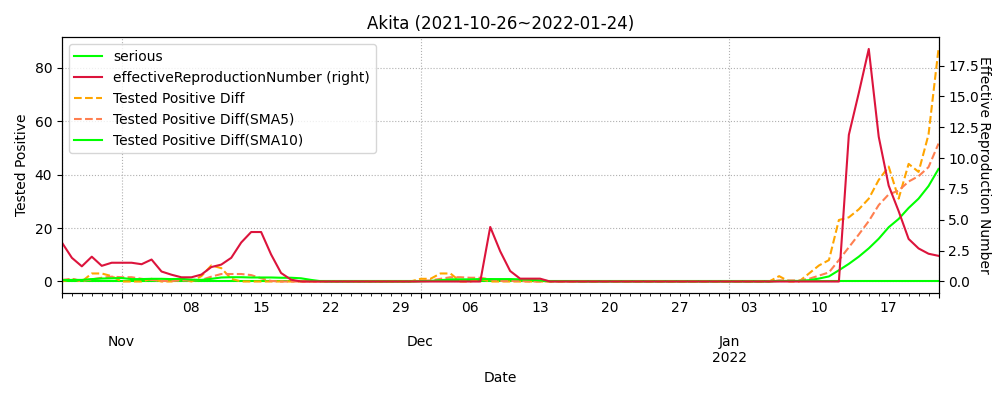 Akita (2021-10-26~2022-01-24)
serious
effectiveReproductionNumber (right)
Tested Positive Diff
Tested Positive Diff(SMA5)
Tested Positive Diff(SMA10)
Tested Positive
80
60
40
20
0
17.5
15.0
12.5
10.0
7.5
5.0
2.5
0.0
Effective Reproduction Number
08 15 22 29 06 13 20 27 03 10 17
Nov Dec Jan
2022
Date